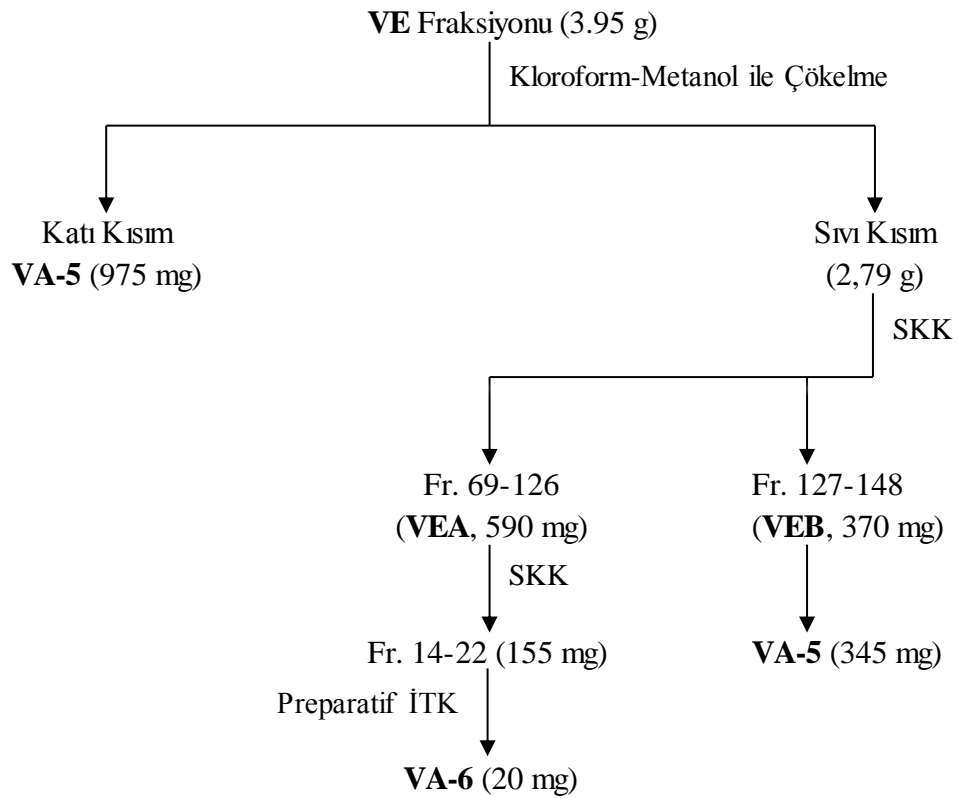 VE Fraksiyonu (3.95 g)
Kloroform-Metanol ile Çökelme
Katı Kısım
VA-5 (975 mg)
Sıvı Kısım
(2,79 g)
SKK
Fr. 69-126
(VEA, 590 mg)
Fr. 127-148
(VEB, 370 mg)
SKK
Fr. 14-22 (155 mg)
VA-5 (345 mg)
Preparatif İTK
VA-6 (20 mg)